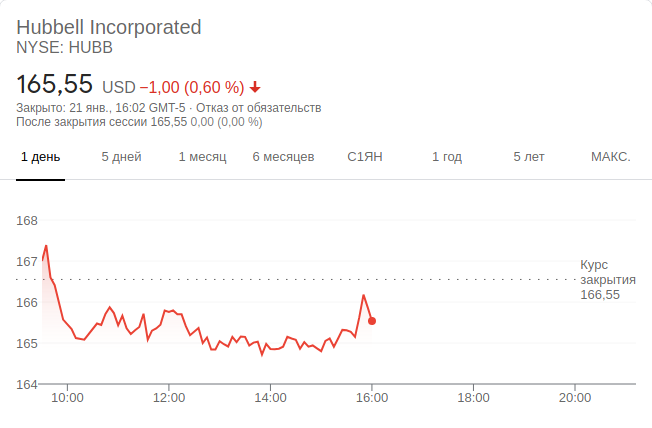 Hubbell Incorporated
NYSE: HUBB
165,55 USD −1,00 (0,60 %)
Закрыто: 21 янв., 16:02 GMT-5 · Отказ от обязательств
После закрытия сессии 165,55 0,00 (0,00 %)
1 день 5 дней 1 месяц 6 месяцев С1ЯН 1 год 5 лет МАКС.
168
167
166
165
164
Курс
закрытия
166,55
10:00 12:00 14:00 16:00 18:00 20:00